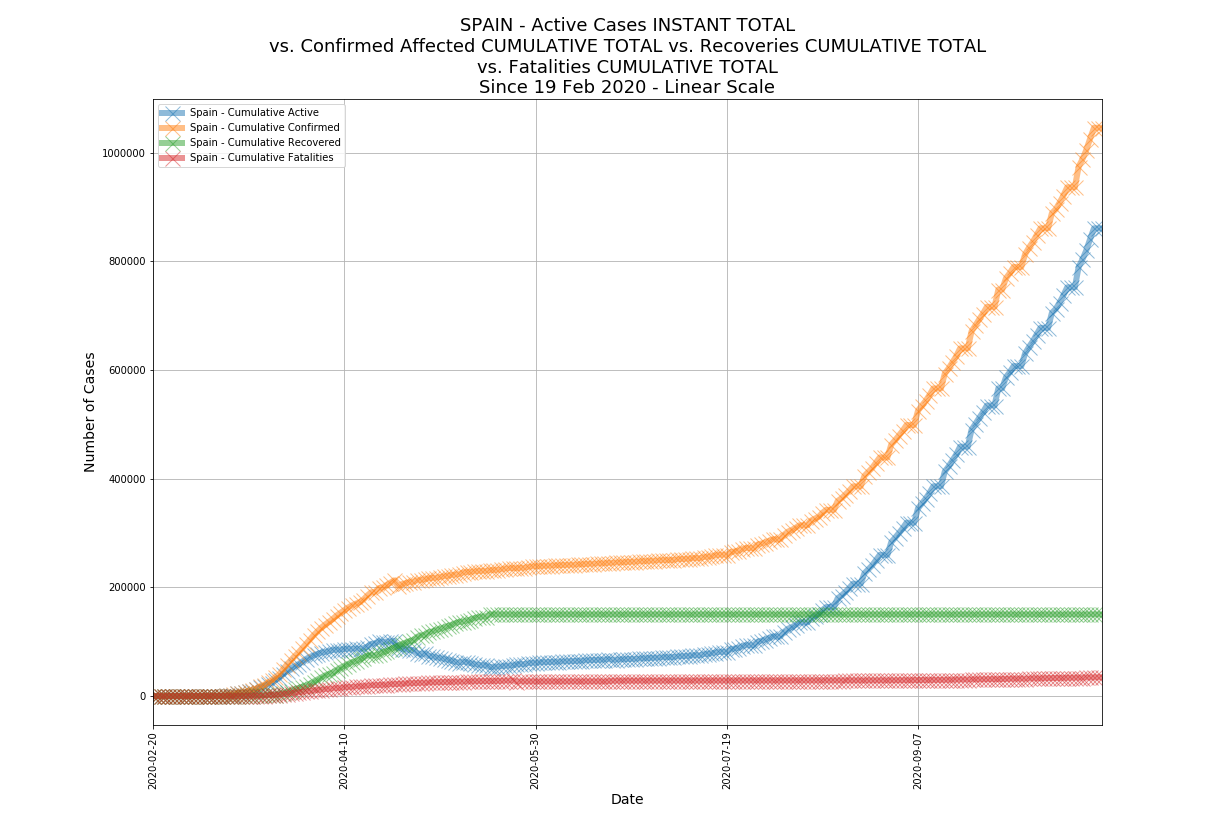 SPAIN - Active Cases INSTANT TOTAL
vs. Confirmed Affected CUMULATIVE TOTAL vs. Recoveries CUMULATIVE TOTAL
vs. Fatalities CUMULATIVE TOTAL
Since 19 Feb 2020 - Linear Scale
Spain - Cumulative Active
Spain - Cumulative Confirmed
Spain - Cumulative Recovered
Spain - Cumulative Fatalities
1000000
800000
600000
400000
200000
0
Number of Cases
2020-02-20
2020-04-10
2020-05-30
2020-07-19
2020-09-07
Date